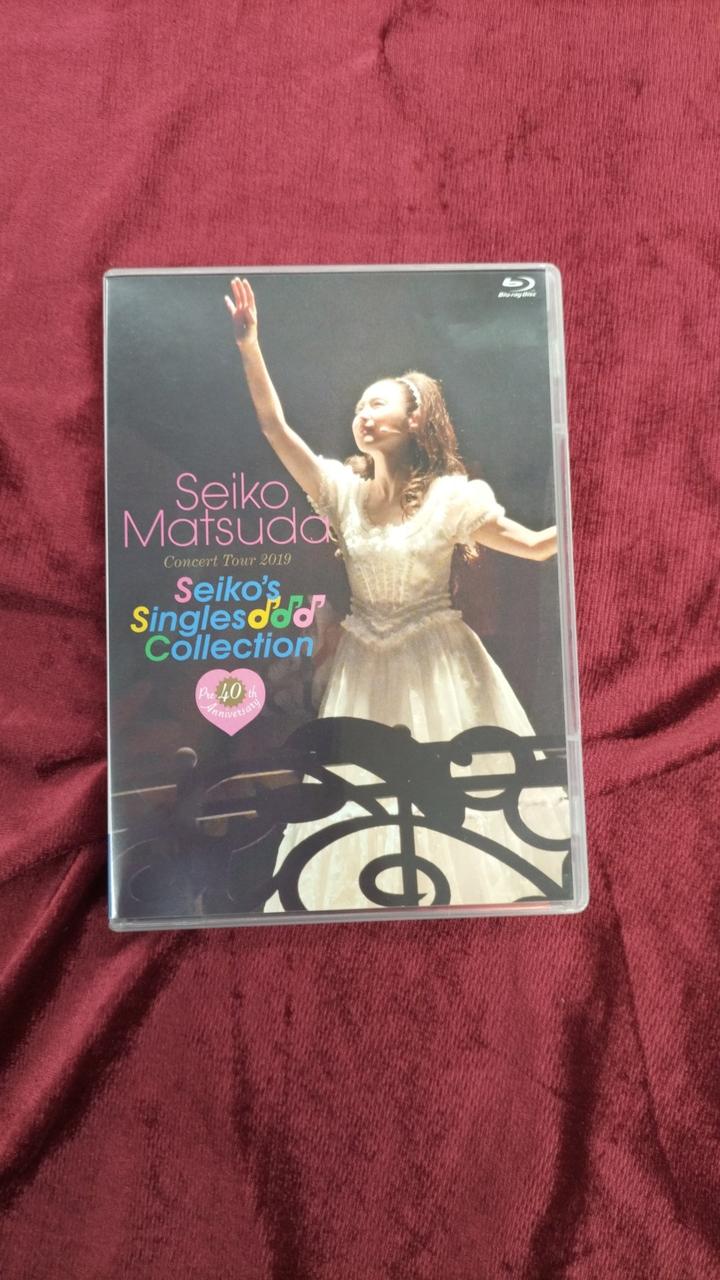 Blu-ray Disc
Seiko
Matsuda
Concert Tour 2019
Seiko's
Singles
Collection
Pre 40th
Anniversary